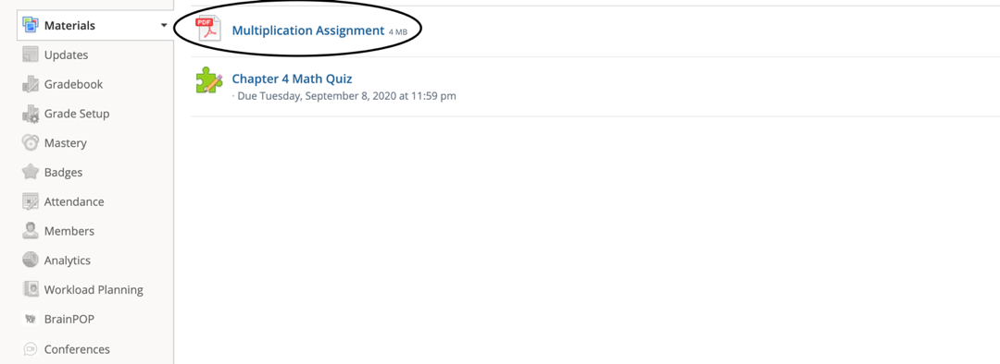 Materials
Updates
Gradebook
Grade Setup
Mastery
Badges
Attendance
Members
Analytics
Workload Planning
BrainPOP
Conferences
PDF
Multiplication Assignment 4 MB
Chapter 4 Math Quiz
· Due Tuesday, September 8, 2020 at 11:59 pm